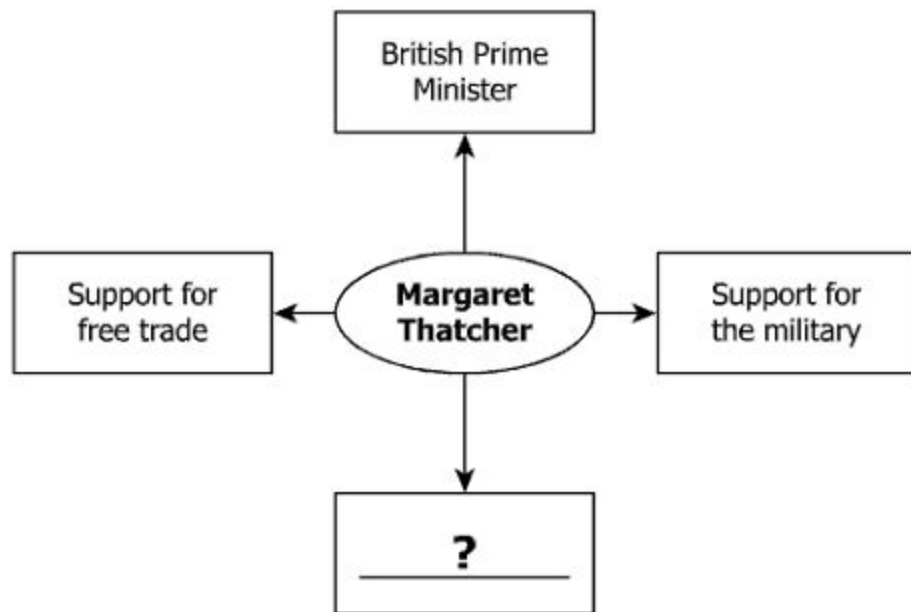 British Prime
Minister
Support for
free trade
Margaret
Thatcher
Support for
the military
?